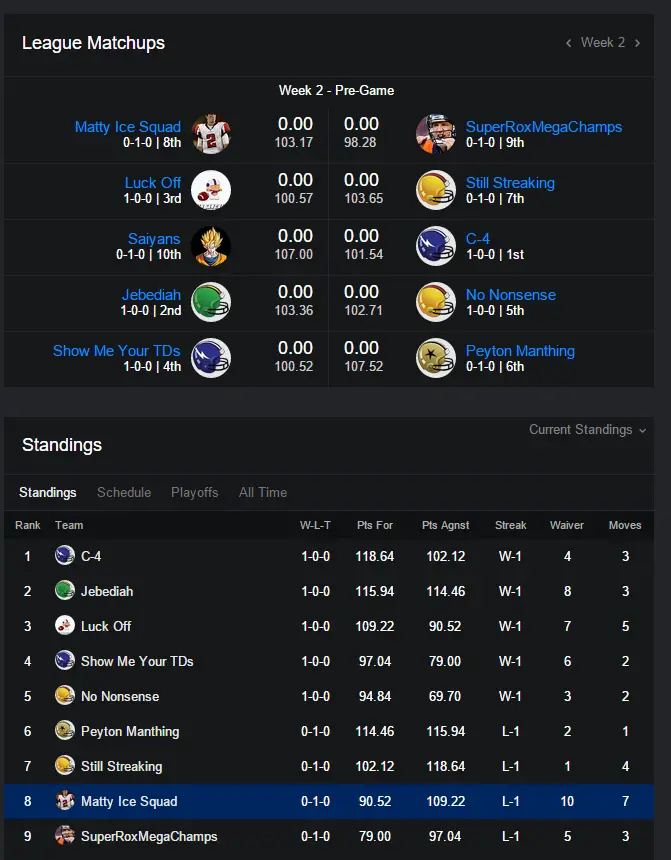 League Matchups
Week 2
Week 2 - Pre-Game
Matty Ice Squad 0.00 0.00 SuperRoxMegaChamps
0-1-0 | 8th 103.17 98.28 0-1-0 | 9th
Luck Off 0.00 0.00 Still Streaking
1-0-0 | 3rd 100.57 103.65 0-1-0 | 7th
Saiyans 0.00 0.00 C-4
0-1-0 | 10th 107.00 101.54 1-0-0 | 1st
Jebediah 0.00 0.00 No Nonsense
1-0-0 | 2nd 103.36 102.71 1-0-0 | 5th
Show Me Your TDs 0.00 0.00 Peyton Manthing
1-0-0 | 4th 100.52 107.52 0-1-0 | 6th
Current Standings
Standings
Standings Schedule Playoffs All Time
Rank Team W-L-T Pts For Pts Agnst Streak Waiver Moves
1 C-4 1-0-0 118.64 102.12 W-1 4 3
2 Jebediah 1-0-0 115.94 114.46 W-1 8 3
3 Luck Off 1-0-0 109.22 90.52 W-1 7 5
4 Show Me Your TDs 1-0-0 97.04 79.00 W-1 6 2
5 No Nonsense 1-0-0 94.84 69.70 W-1 3 2
6 Peyton Manthing 0-1-0 114.46 115.94 L-1 2 1
7 Still Streaking 0-1-0 102.12 118.64 L-1 1 4
8 Matty Ice Squad 0-1-0 90.52 109.22 L-1 10 7
9 SuperRoxMegaChamps 0-1-0 79.00 97.04 L-1 5 3